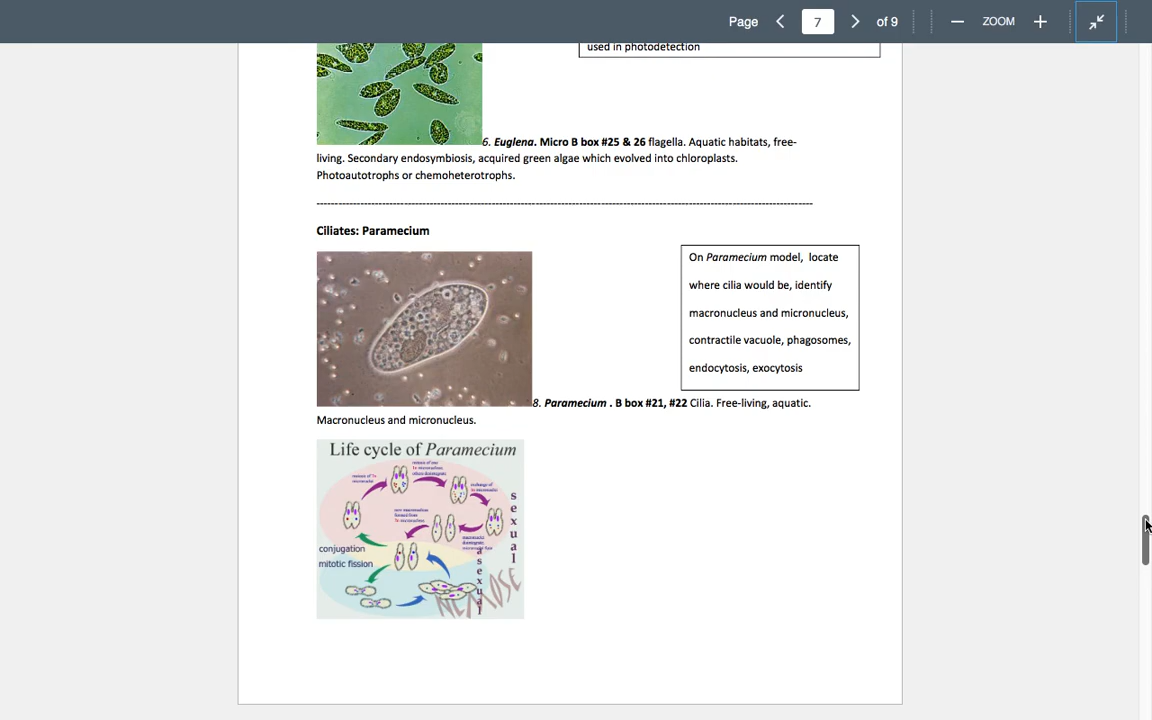 Page 7 of 9 ZOOM
used in photodetection
6. Euglena. Micro B box #25 & 26 flagella. Aquatic habitats, free-
living. Secondary endosymbiosis, acquired green algae which evolved into chloroplasts.
Photoautotrophs or chemoheterotrophs.
Ciliates: Paramecium
On Paramecium model, locate
where cilia would be, identify
macronucleus and micronucleus,
contractile vacuole, phagosomes,
endocytosis, exocytosis
8. Paramecium . B box #21, #22 Cilia. Free-living, aquatic.
Macronucleus and micronucleus.
Life cycle of Paramecium
sexual
conjugation
mitotic fission
asexual